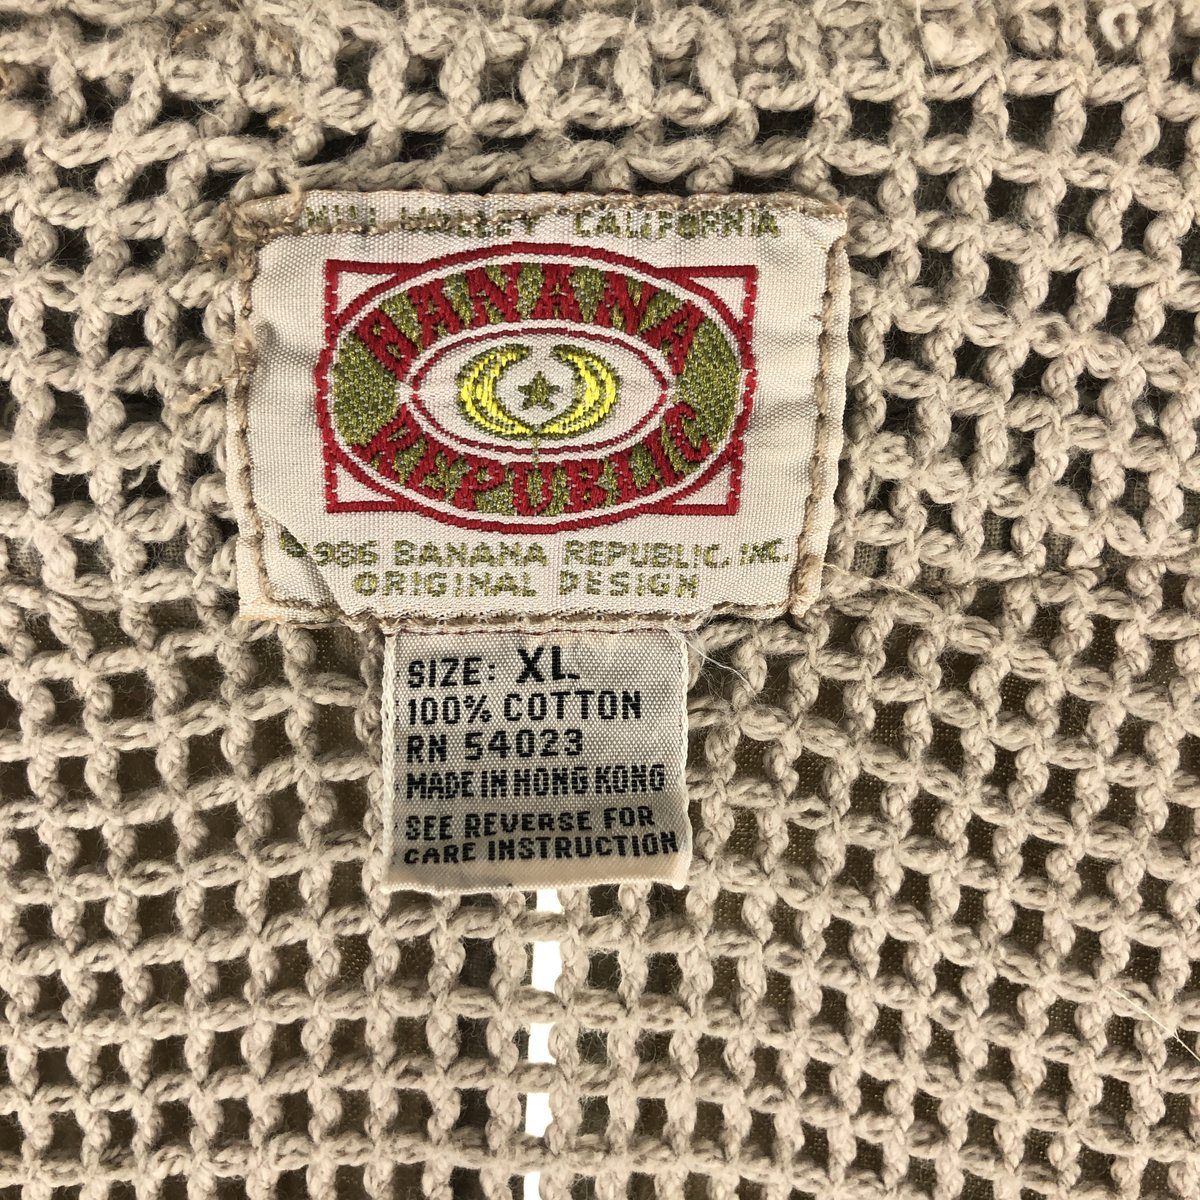 MILL VALLEY CALIFORNIA
BANANA
REPUBLIC
986 BANANA REPUBLIC, INC.
ORIGINAL DESIGN
SIZE: XL
100% COTTON
RN 54023
MADE IN HONG KONG
SEE REVERSE FOR
CARE INSTRUCTION